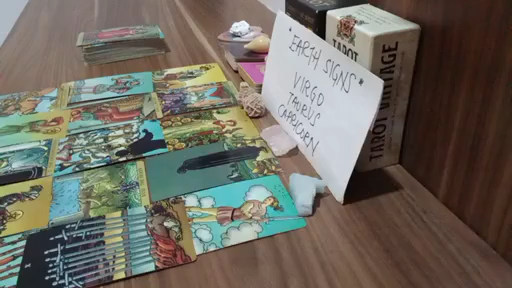 *EARTH SIGNS*
VIRGO
TAURUS
CAPRICORN
TAROT
TAROT VINTAGE
X